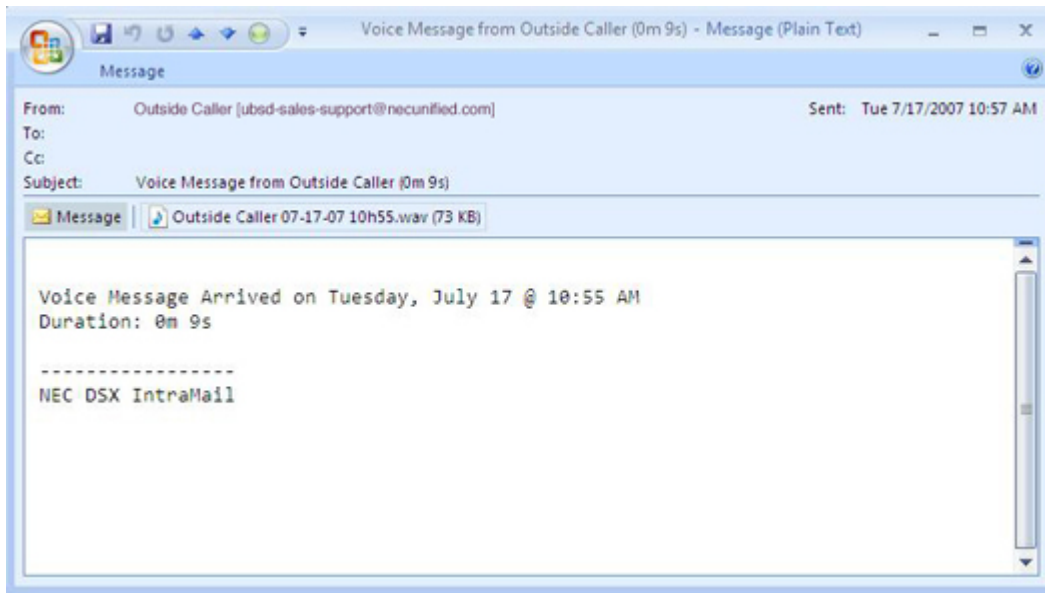 Voice Message from Outside Caller (0m 9s) - Message (Plain Text)
Message
From: Outside Caller [ubsd-sales-support@necunified.com] Sent: Tue 7/17/2007 10:57 AM
To:
Cc:
Subject: Voice Message from Outside Caller (0m 9s)
Message Outside Caller 07-17-07 10h55.wav (73 KB)
Voice Message Arrived on Tuesday, July 17 @ 10:55 AM
Duration: 0m 9s
-----------------
NEC DSX IntraMail